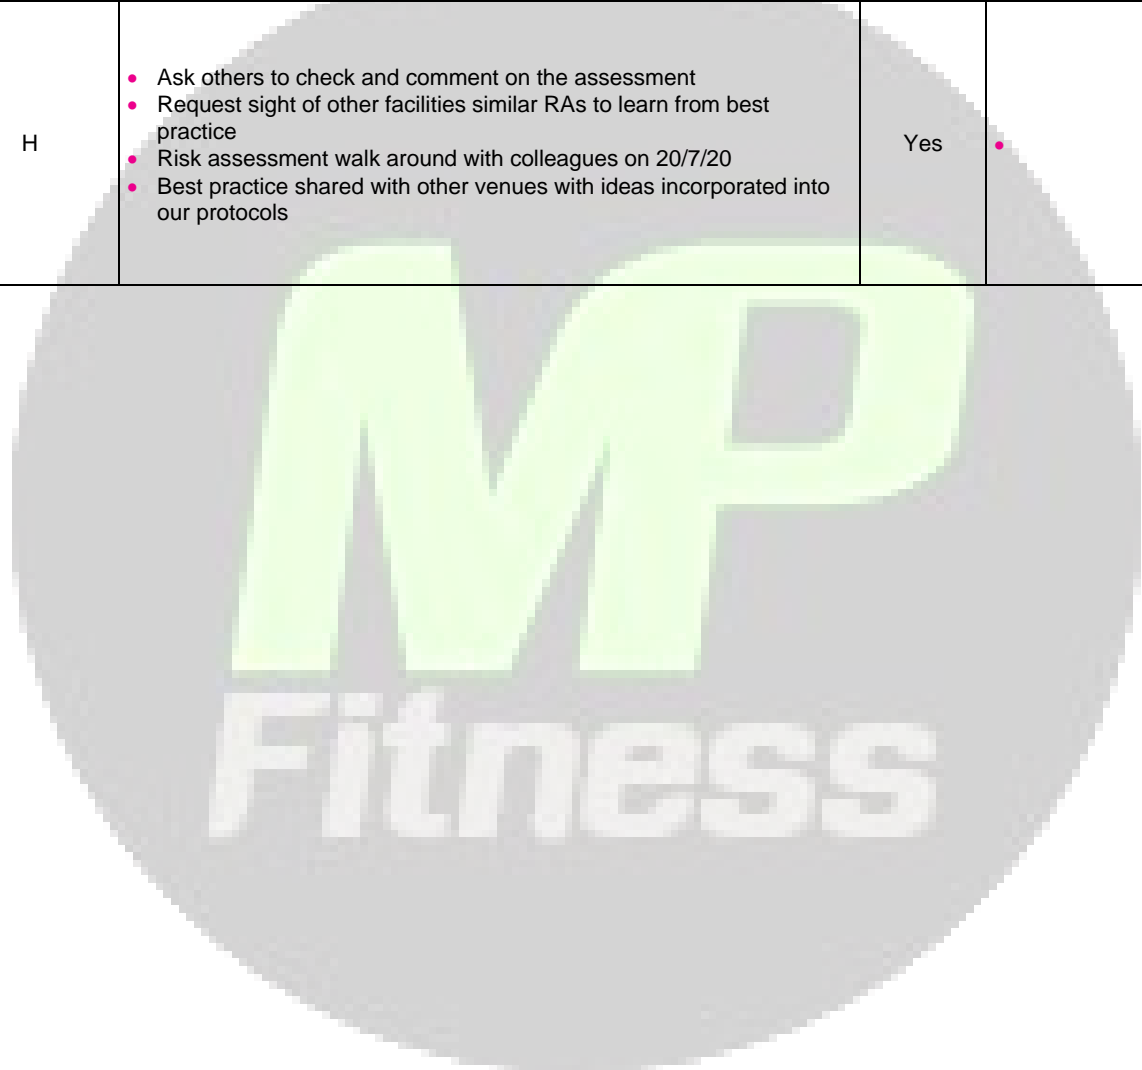 • Ask others to check and comment on the assessment
• Request sight of other facilities similar RAs to learn from best
practice
H
• Risk assessment walk around with colleagues on 20/7/20
Yes
•
• Best practice shared with other venues with ideas incorporated into
our protocols
MP
Fitness